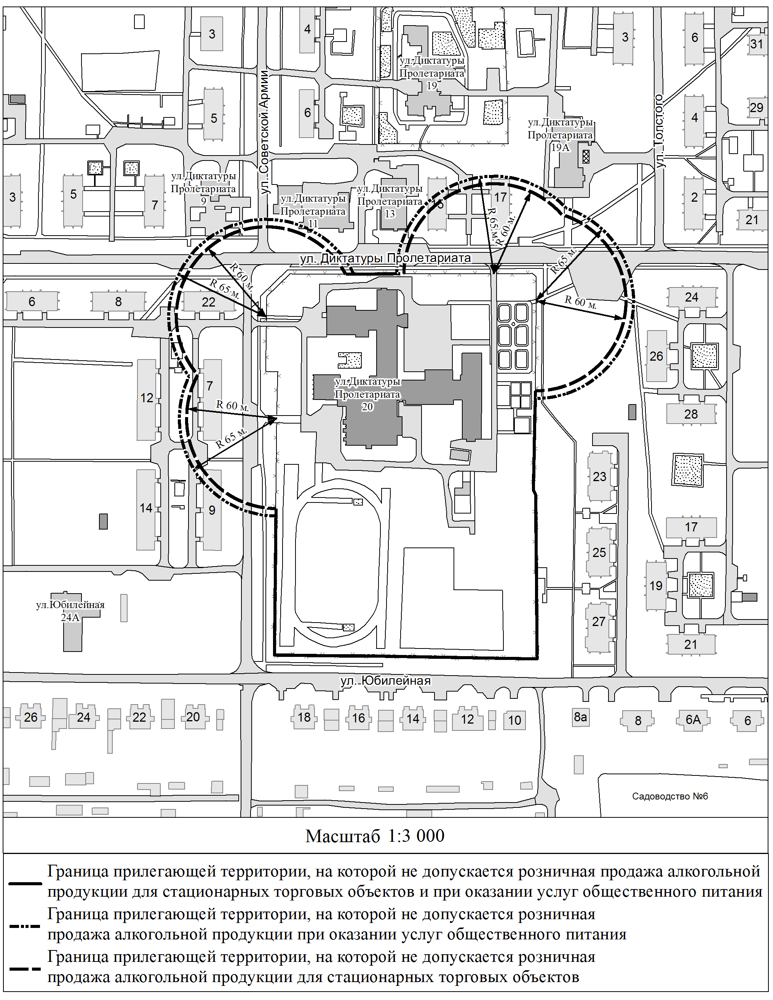 3
4
3
6
31
ул.Диктатуры
Пролетариата
19
5
6
ул.Советской Армии
ул.Диктатуры
Пролетариата
19А
ул. Толстого
4
29
3
5
7
ул.Диктатуры
Пролетариата
9
ул.Диктатуры
Пролетариата
11
ул.Диктатуры
Пролетариата
13
17
2
21
R 65 м.
R 60 м.
ул. Диктатуры Пролетариата
R 65 м.
R 60 м.
R 65 м.
R 60 м.
6
8
22
24
26
12
7
ул.Диктатуры
Пролетариата
20
R 60 м.
R 65 м.
28
23
14
9
17
25
19
ул.Юбилейная
24А
27
21
ул. Юбилейная
26
24
22
20
18
16
14
12
10
8а
8
6А
6
Садоводство №6
Масштаб 1:3 000
Граница прилегающей территории, на которой не допускается розничная продажа алкогольной
продукции для стационарных торговых объектов и при оказании услуг общественного питания
Граница прилегающей территории, на которой не допускается розничная
продажа алкогольной продукции при оказании услуг общественного питания
Граница прилегающей территории, на которой не допускается розничная
продажа алкогольной продукции для стационарных торговых объектов